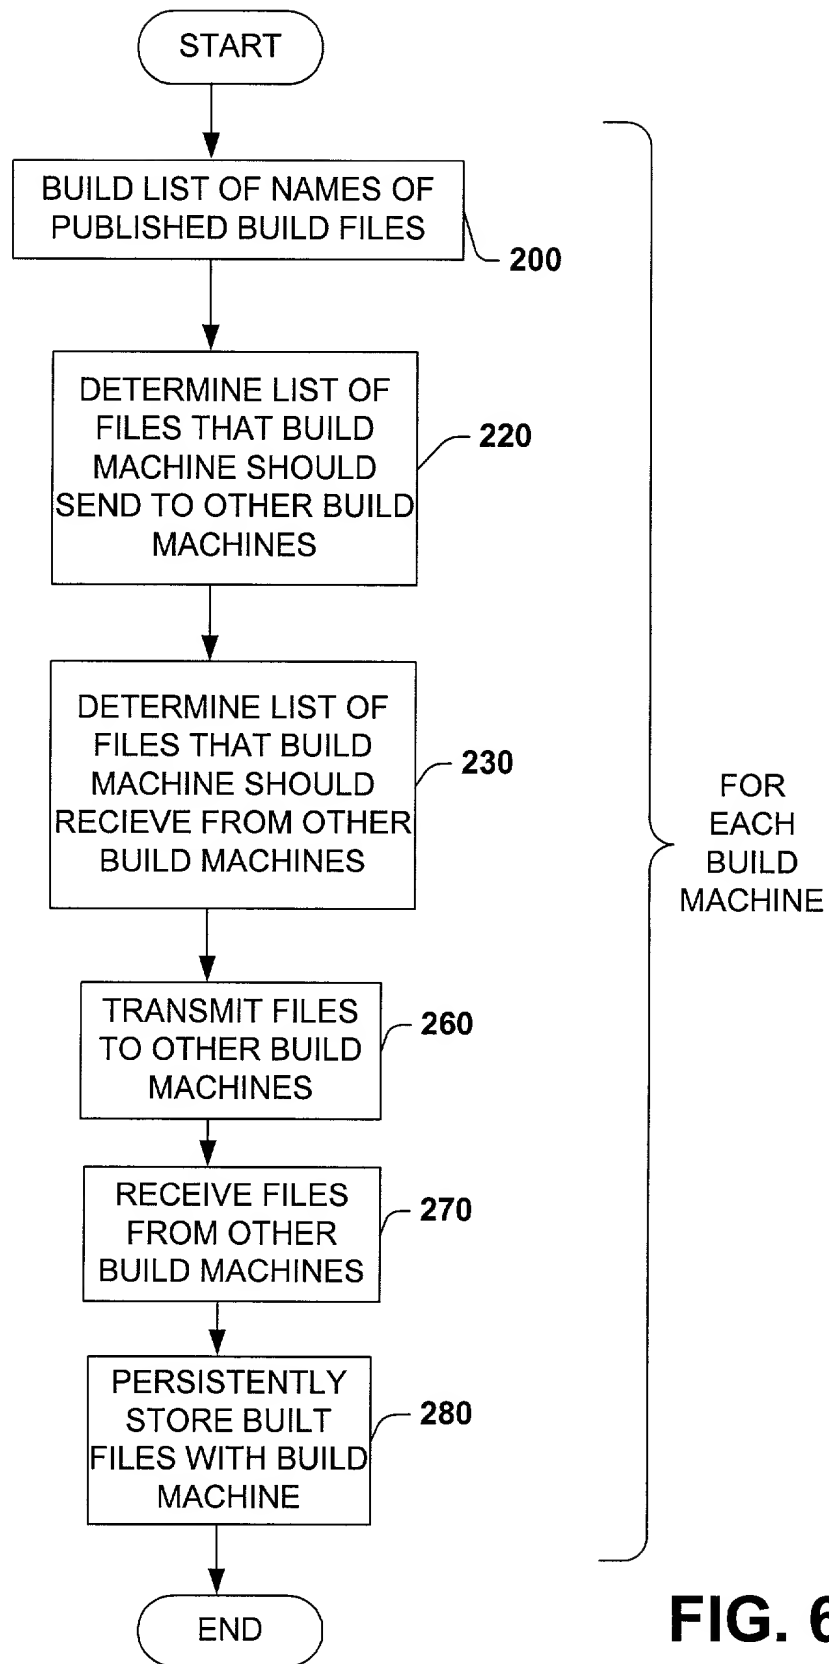 START
BUILD LIST OF NAMES OF
PUBLISHED BUILD FILES
200
DETERMINE LIST OF
FILES THAT BUILD
MACHINE SHOULD
SEND TO OTHER BUILD
MACHINES
220
DETERMINE LIST OF
FILES THAT BUILD
MACHINE SHOULD
RECIEVE FROM OTHER
BUILD MACHINES
230
FOR
EACH
BUILD
MACHINE
TRANSMIT FILES
TO OTHER BUILD
MACHINES
260
RECEIVE FILES
FROM OTHER
BUILD MACHINES
270
PERSISTENTLY
STORE BUILT
FILES WITH BUILD
MACHINE
280
END
FIG. 6